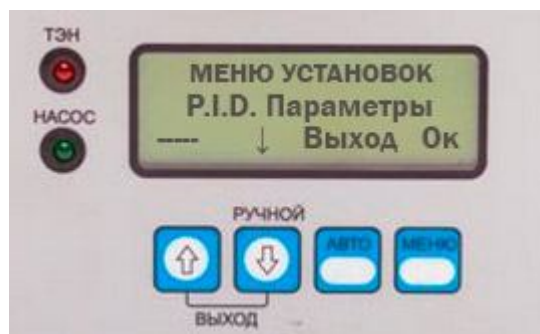 ТЭН
МЕНЮ УСТАНОВОК
P.I.D. Параметры
НАСОС
----- ↓ Выход Ок
РУЧНОЙ
АВТО МЕНЮ
ВЫХОД